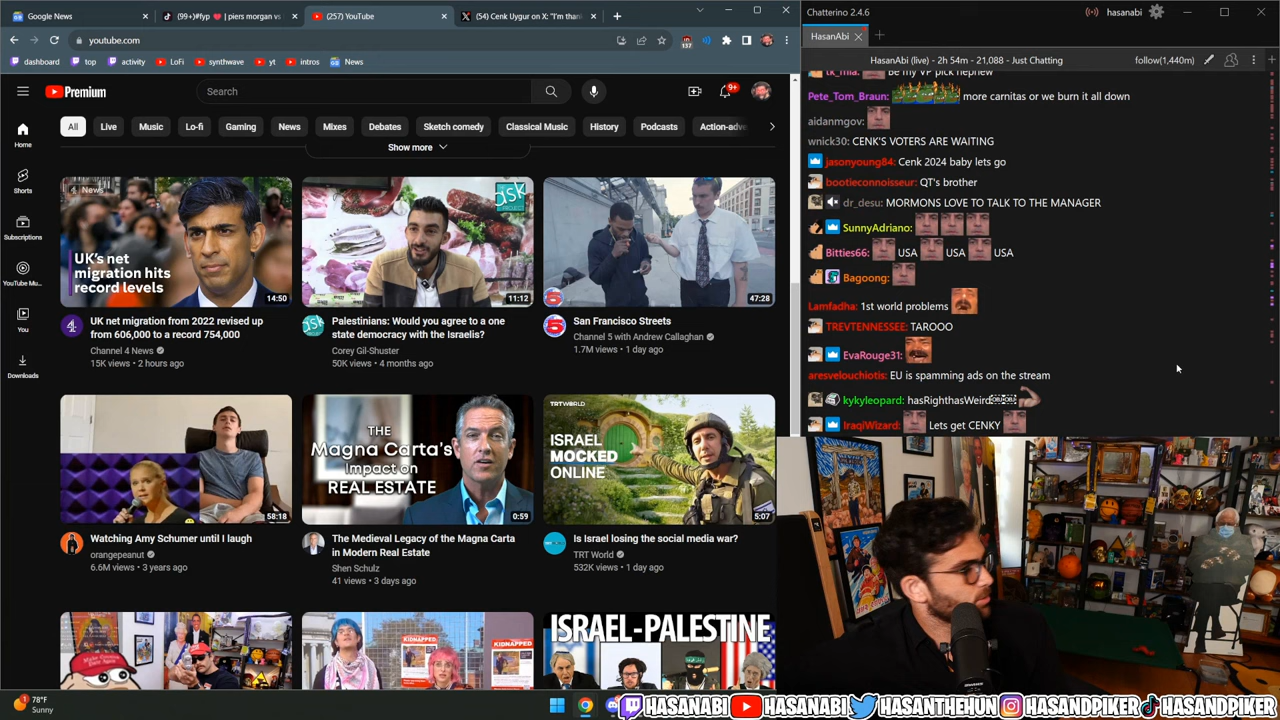 Google News
(99+)#fyp ❤️ | piers morgan vs
(257) YouTube
(54) Cenk Uygur on X: "I'm thank
Chatterino 2.4.6
hasanabi
youtube.com
137
HasanAbi
dashboard
top
activity
LoFi
synthwave
yt
intros
News
HasanAbi (live) - 2h 54m - 21,088 - Just Chatting
follow(1,440m)
Premium
Search
9+
All
Live
Music
Lo-fi
Gaming
News
Mixes
Debates
Sketch comedy
Classical Music
History
Podcasts
Action-adve
Home
Shorts
Subscriptions
YouTube Mu...
You
Downloads
Show more
News
UK's net
migration hits
record levels
14:50
UK net migration from 2022 revised up
from 606,000 to a record 754,000
Channel 4 News
15K views • 2 hours ago
ask
PROJECT
11:12
Palestinians: Would you agree to a one
state democracy with the Israelis?
Corey Gil-Shuster
50K views • 4 months ago
47:28
San Francisco Streets
Channel 5 with Andrew Callaghan
1.7M views • 1 day ago
58:18
Watching Amy Schumer until I laugh
orangepeanut
6.6M views • 3 years ago
THE
Magna Carta's
Impact on
REAL ESTATE
0:59
The Medieval Legacy of the Magna Carta
in Modern Real Estate
Shen Schulz
41 views • 3 days ago
TRTWORLD
ISRAEL
MOCKED
ONLINE
5:07
Is Israel losing the social media war?
TRT World
532K views • 1 day ago
KIDNAPPED
KIDNAPPED
ISRAEL-PALESTINE
tk_mia: Be my VP pick nephew
Pete_Tom_Braun: more carnitas or we burn it all down
aidanmgov:
wnick30: CENK'S VOTERS ARE WAITING
jasonyoung84: Cenk 2024 baby lets go
bootieconnoisseur: QT's brother
dr_desu: MORMONS LOVE TO TALK TO THE MANAGER
SunnyAdriano:
Bitties66: USA USA USA
Bagoong:
Lamfadha: 1st world problems
TREVTENNESSEE: TAROOO
EvaRouge31:
aresvelouchiotis: EU is spamming ads on the stream
kykyleopard: hasRighthasWeird
IraqiWizard: Lets get CENKY
78°F
Sunny
HASANABI
HASANABI
HASANTHEHUN
HASANDPIKER
HASANDPIKER